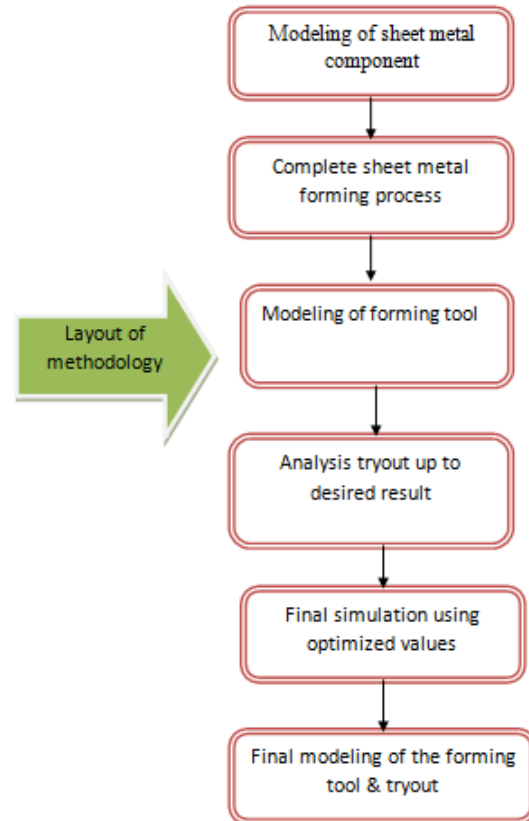 Modeling of sheet metal
component
Complete sheet metal
forming process
Layout of
methodology
Modeling of forming tool
Analysis tryout up to
desired result
Final simulation using
optimized values
Final modeling of the forming
tool & tryout